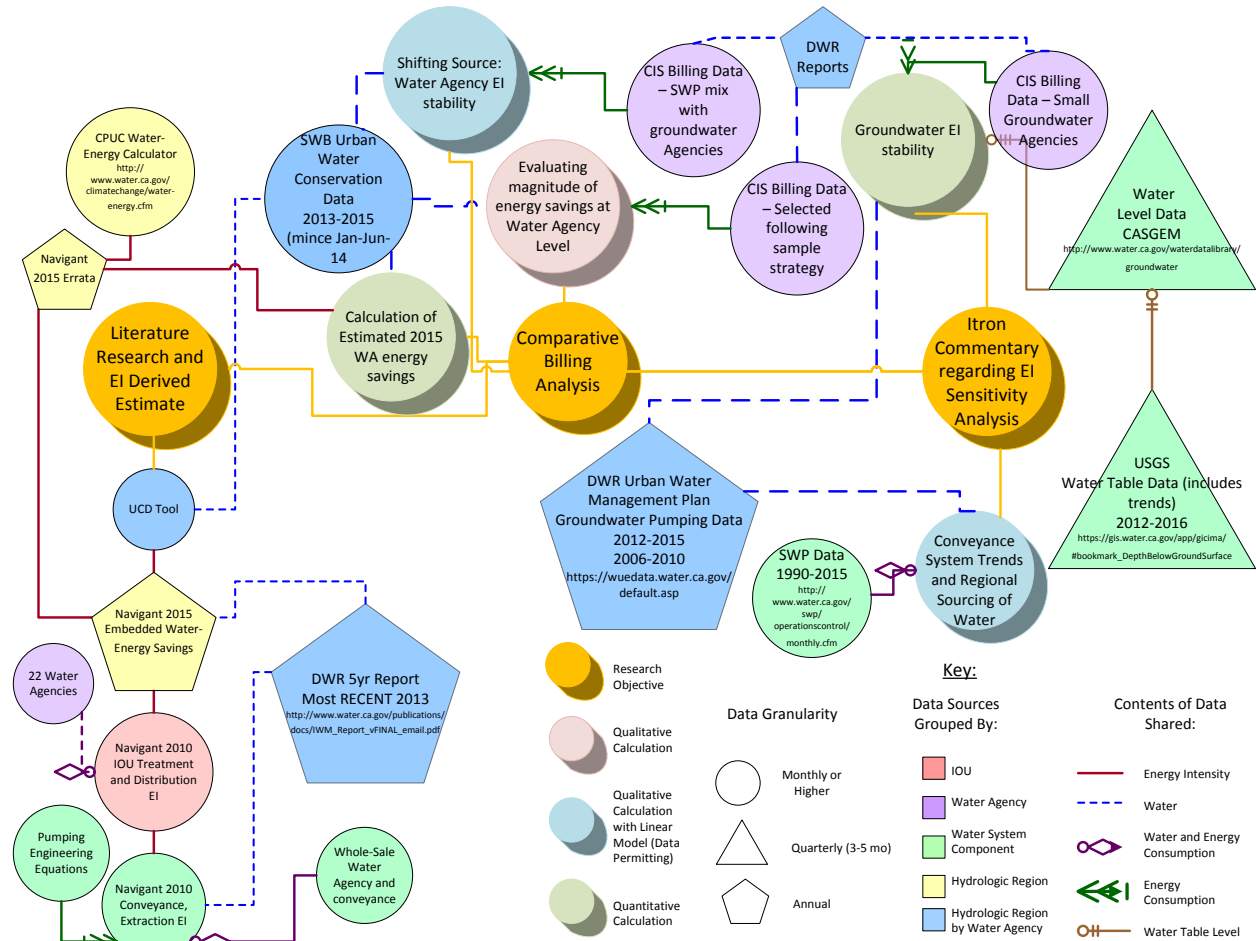 Shifting Source:
Water Agency EI
stability
CIS Billing Data
– SWP mix
with
groundwater
Agencies
DWR
Reports
CIS Billing
Data – Small
Groundwater
Agencies
Groundwater EI
stability
CPUC Water-
Energy Calculator
http://
www.water.ca.gov/
climatechange/water-
energy.cfm
SWB Urban
Water
Conservation
Data
2013-2015
(mince Jan-Jun-
14
Evaluating
magnitude of
energy savings at
Water Agency
Level
CIS Billing Data
– Selected
following
sample
strategy
Water
Level Data
CASGEM
http://www.water.ca.gov/waterdatalibrary/
groundwater
Navigant
2015 Errata
Literature
Research and
EI Derived
Estimate
Calculation of
Estimated 2015
WA energy
savings
Comparative
Billing
Analysis
Itron
Commentary
regarding EI
Sensitivity
Analysis
UCD Tool
DWR Urban Water
Management Plan
Groundwater Pumping Data
2012-2015
2006-2010
https://wuedata.water.ca.gov/
default.asp
USGS
Water Table Data (includes
trends)
2012-2016
https://gis.water.ca.gov/app/gicima/
#bookmark_DepthBelowGroundSurface
SWP Data
1990-2015
http://
www.water.ca.gov/
swp/
operationscontrol/
monthly.cfm
Conveyance
System Trends
and Regional
Sourcing of
Water
Navigant 2015
Embedded Water-
Energy Savings
22 Water
Agencies
DWR 5yr Report
Most RECENT 2013
http://www.water.ca.gov/publications/
docs/IWM_Report_vFINAL_email.pdf
Navigant 2010
IOU Treatment
and Distribution
EI
Pumping
Engineering
Equations
Navigant 2010
Conveyance,
Extraction EI
Whole-Sale
Water
Agency and
conveyance
Research
Objective
Qualitative
Calculation
Qualitative
Calculation
with Linear
Model (Data
Permitting)
Quantitative
Calculation
Data Granularity
Monthly or
Higher
Quarterly (3-5 mo)
Annual
Key:
Data Sources
Grouped By:
IOU
Water Agency
Water System
Component
Hydrologic Region
Hydrologic Region
by Water Agency
Contents of Data
Shared:
Energy Intensity
Water
Water and Energy
Consumption
Energy
Consumption
Water Table Level